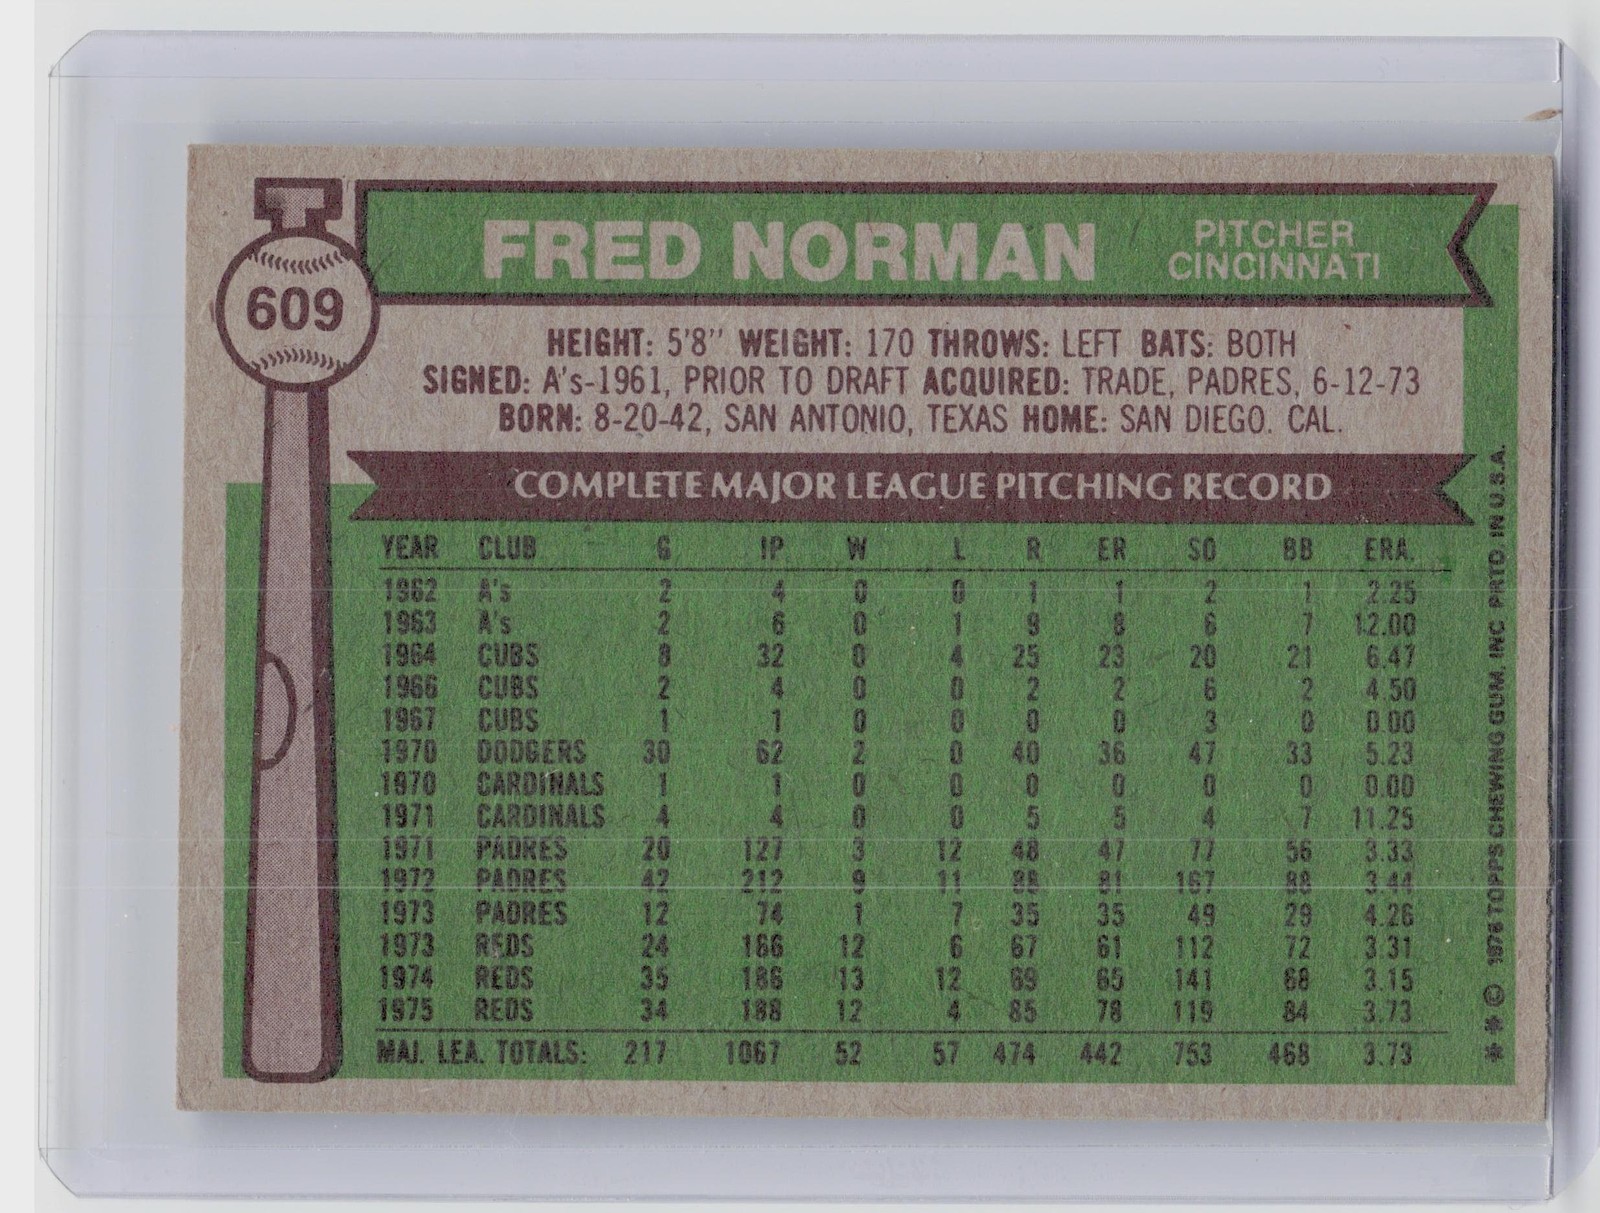 T
609
FRED NORMAN
PITCHER
CINCINNATI
HEIGHT: 5'8" WEIGHT: 170 THROWS: LEFT BATS: BOTH
SIGNED: A's-1961, PRIOR TO DRAFT ACQUIRED: TRADE, PADRES, 6-12-73
BORN: 8-20-42, SAN ANTONIO, TEXAS HOME: SAN DIEGO. CAL.
COMPLETE MAJOR LEAGUE PITCHING RECORD
YEAR CLUB G IP W L R ER SO BB ERA.
1962 A's 2 4 0 0 1 1 2 1 2.25
1963 A's 2 6 0 1 9 8 6 7 12.00
1964 CUBS 8 32 0 4 25 23 20 21 6.47
1966 CUBS 2 4 0 0 2 2 6 2 4.50
1967 CUBS 1 1 0 0 0 0 3 0 0.00
1970 DODGERS 30 62 2 0 40 36 47 33 5.23
1970 CARDINALS 1 1 0 0 0 0 0 0 0.00
1971 CARDINALS 4 4 0 0 5 5 4 7 11.25
1971 PADRES 20 127 3 12 48 47 77 56 3.33
1972 PADRES 42 212 9 11 88 81 167 88 3.44
1973 PADRES 12 74 1 7 35 35 49 29 4.26
1973 REDS 24 166 12 6 67 61 112 72 3.31
1974 REDS 35 186 13 12 69 65 141 68 3.15
1975 REDS 34 188 12 4 85 78 119 84 3.73
MAJ. LEA. TOTALS: 217 1067 52 57 474 442 753 468 3.73
** © 1976 TOPPS CHEWING GUM, INC PRTD. IN U.S.A.